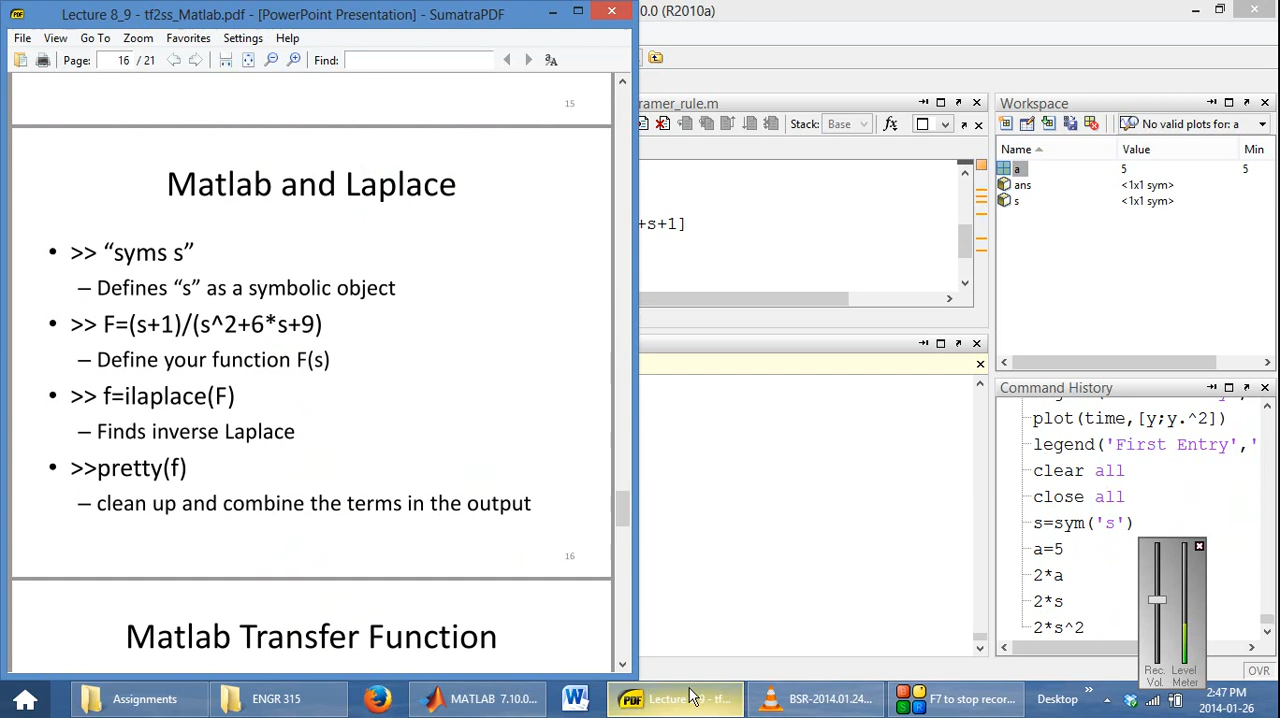 Lecture 8_9 - tf2ss_Matlab.pdf - [PowerPoint Presentation] - SumatraPDF
.0.0 (R2010a)
File View Go To Zoom Favorites Settings Help
Page: 16 / 21 Find:
15
Matlab and Laplace
• >> “syms s”
– Defines “s” as a symbolic object
• >> F=(s+1)/(s^2+6*s+9)
– Define your function F(s)
• >> f=ilaplace(F)
– Finds inverse Laplace
• >>pretty(f)
– clean up and combine the terms in the output
16
Matlab Transfer Function
ramer_rule.m
Stack: Base
fx
+s+1]
Workspace
No valid plots for: a
Name Value Min
a 5 5
ans <1x1 sym>
s <1x1 sym>
Command History
plot(time,[y;y.^2])
legend('First Entry','
clear all
close all
s=sym('s')
a=5
2*a
2*s
2*s^2
Rec. Level
Vol. Meter
OVR
Assignments
ENGR 315
MATLAB 7.10.0...
PDF
BSR-2014.01.24...
F7 to stop recor...
Desktop
2:47 PM
2014-01-26